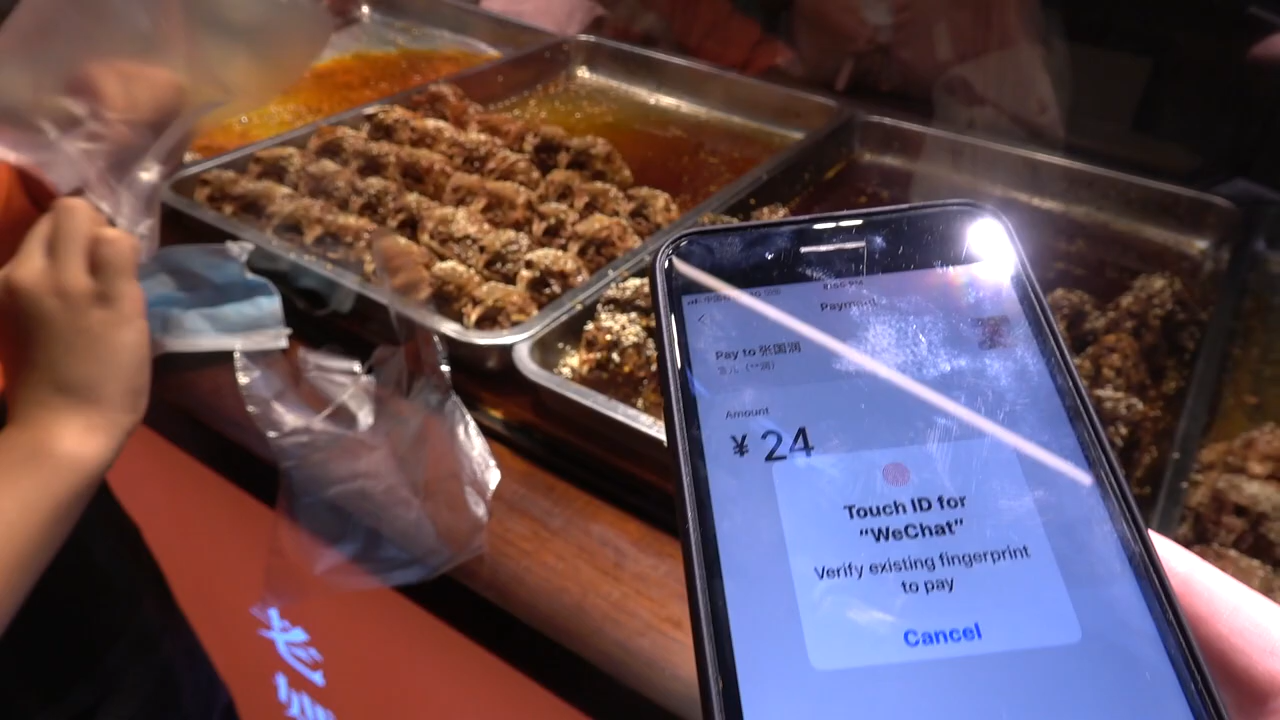 Payment
Pay to 张国润
Amount
¥ 24
Touch ID for
"WeChat"
Verify existing fingerprint
to pay
Cancel
老